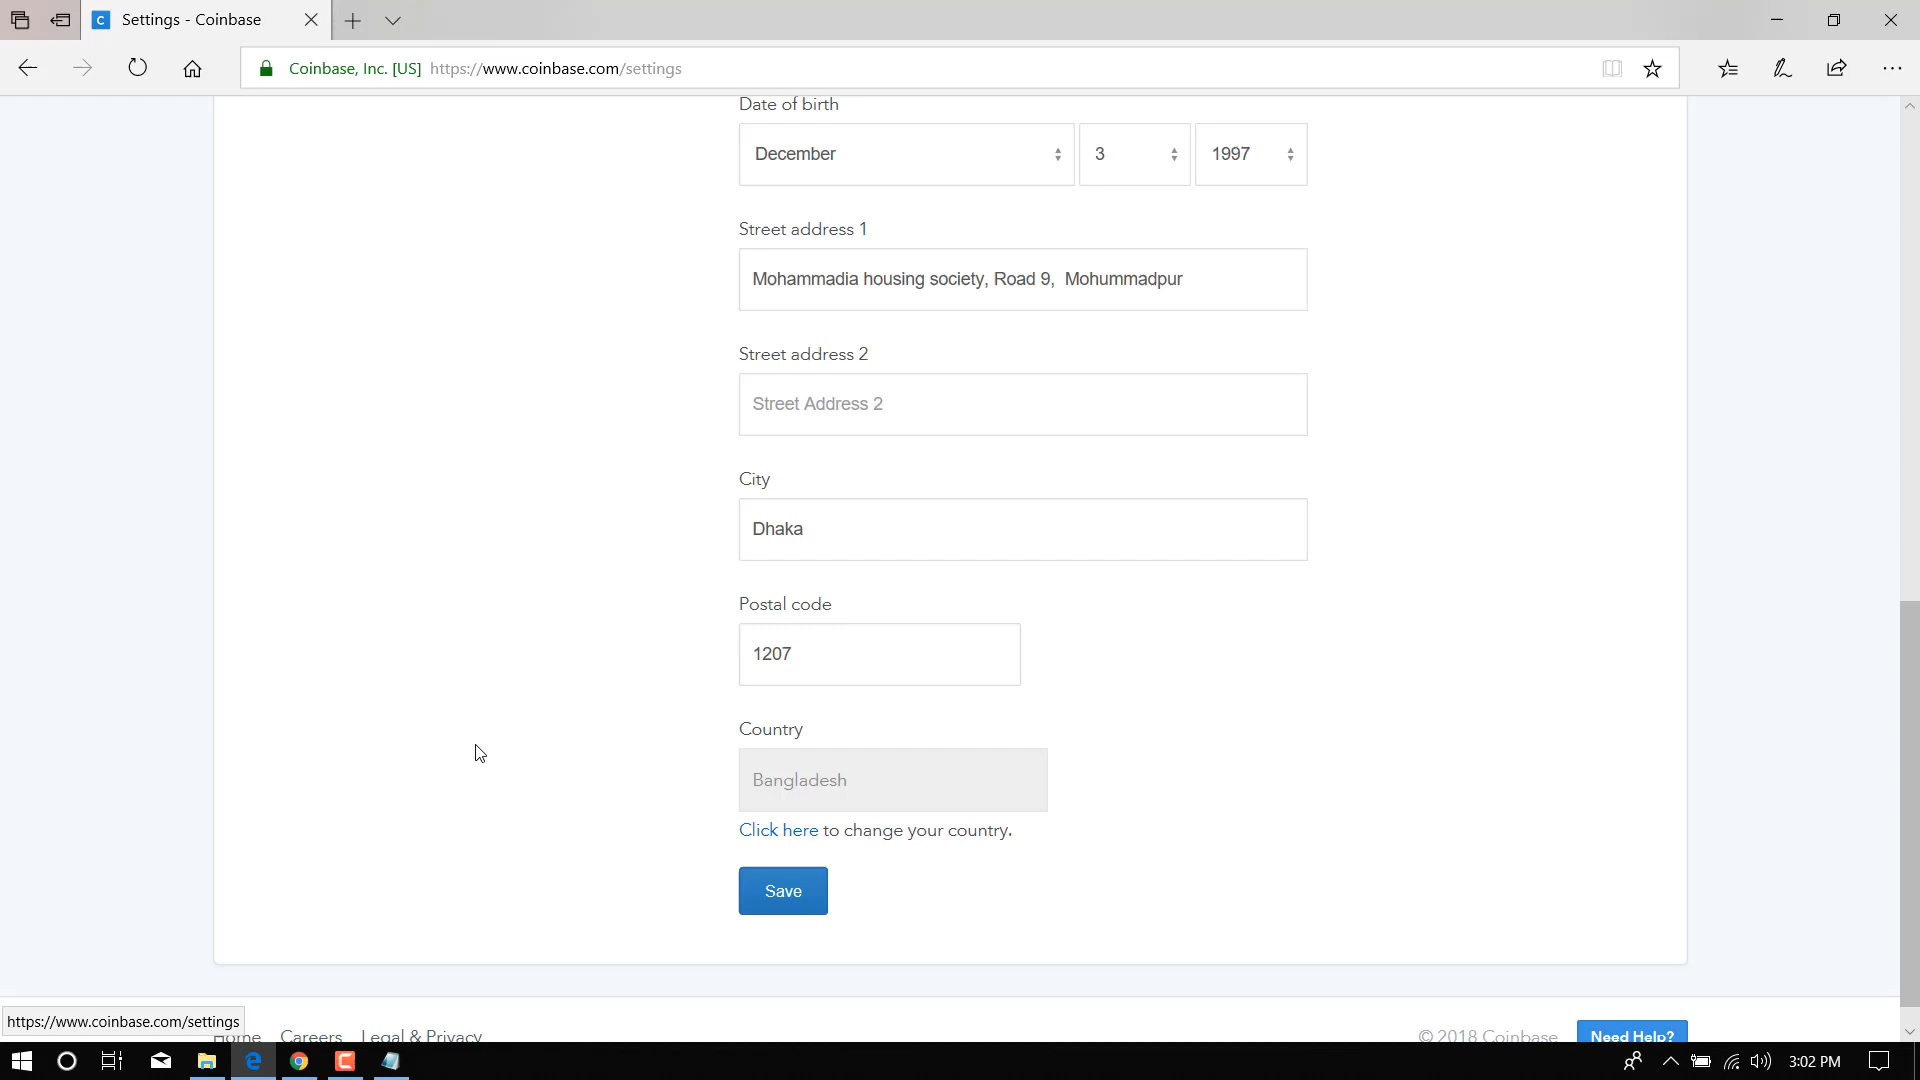 Settings - Coinbase
Coinbase, Inc. [US] https://www.coinbase.com/settings
Date of birth
December 3 1997
Street address 1
Mohammadia housing society, Road 9,  Mohummadpur
Street address 2
Street Address 2
City
Dhaka
Postal code
1207
Country
Bangladesh
Click here to change your country.
Save
https://www.coinbase.com/settings
Home Careers Legal & Privacy © 2018 Coinbase Need Help?
3:02 PM